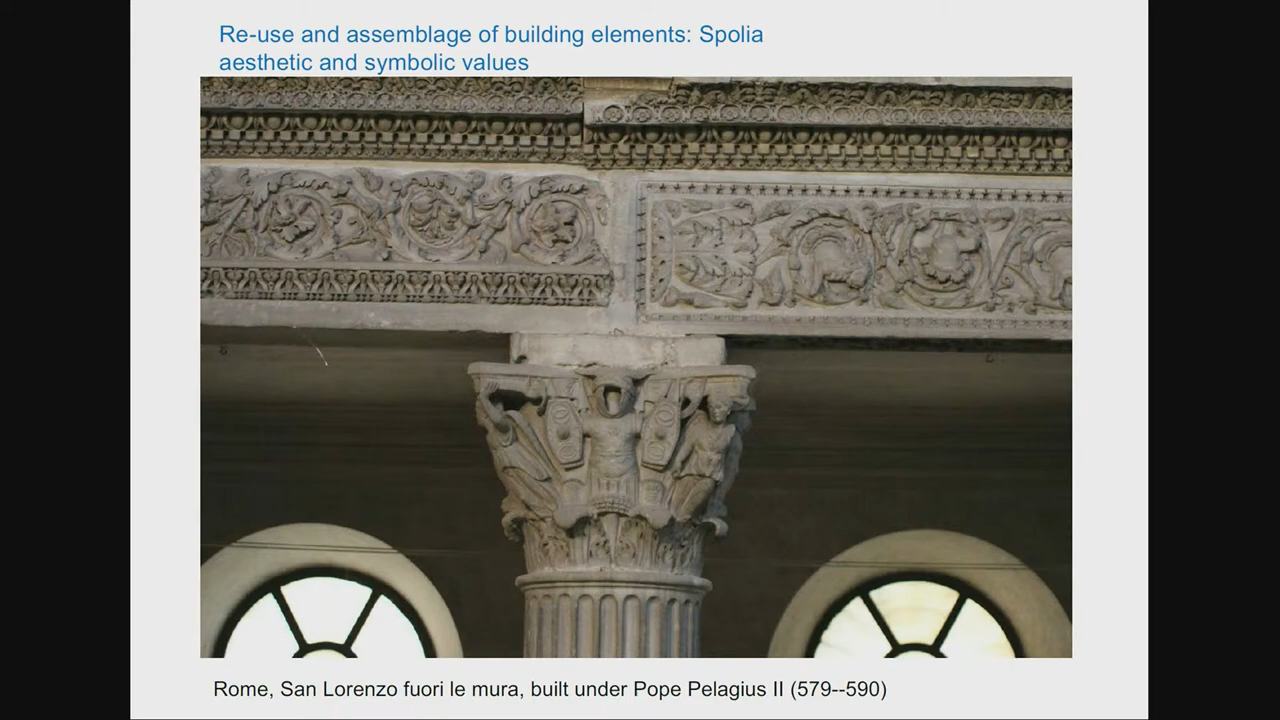 Re-use and assemblage of building elements: Spolia
aesthetic and symbolic values
Rome, San Lorenzo fuori le mura, built under Pope Pelagius II (579--590)